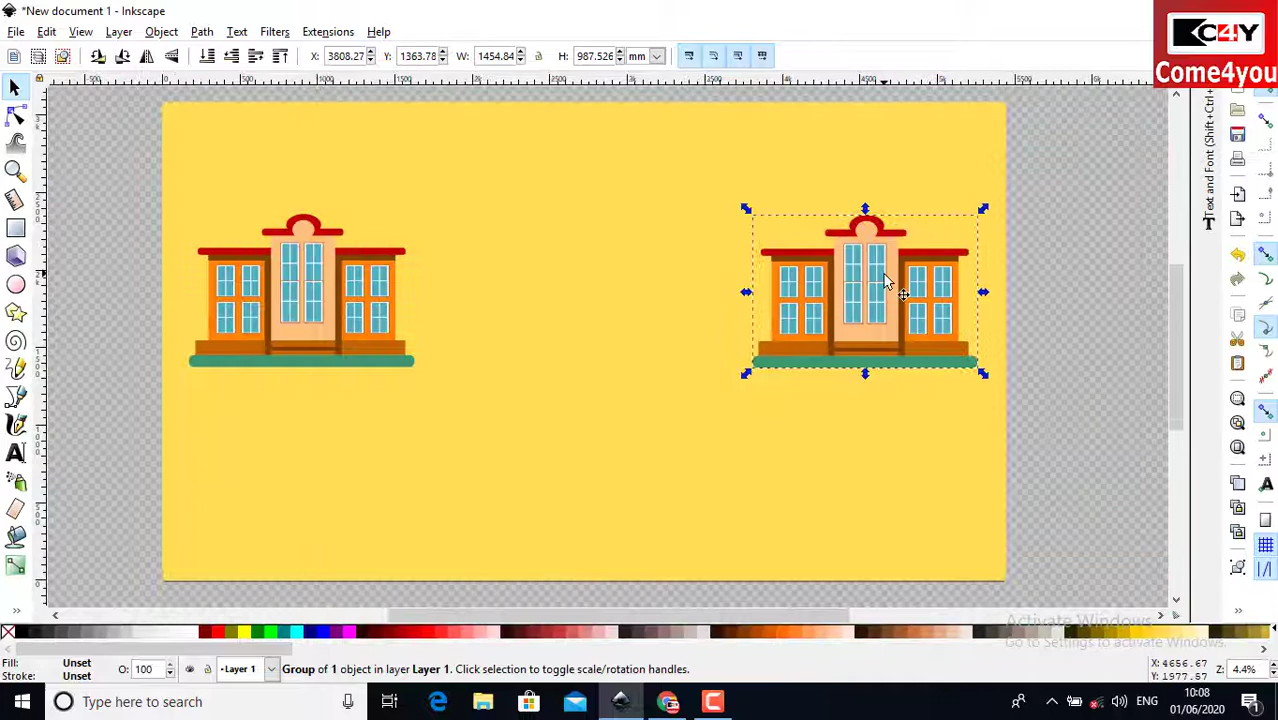 *New document 1 - Inkscape
File Edit View Layer Object Path Text Filters Extensions Help
X: 3808.27 Y: 1363.78 W: 1454.84 H: 987.526 mm
C4Y
Come4you
Text and Font (Shift+Ctrl+
Activate Windows
Go to Settings to activate Windows.
Fill: Unset
Stroke: Unset
O: 100
Layer 1
Group of 1 object in layer Layer 1. Click selection to toggle scale/rotation handles.
X: 4656.67
Y: 1977.57
Z: 4.4%
Type here to search
ENG
10:08
01/06/2020